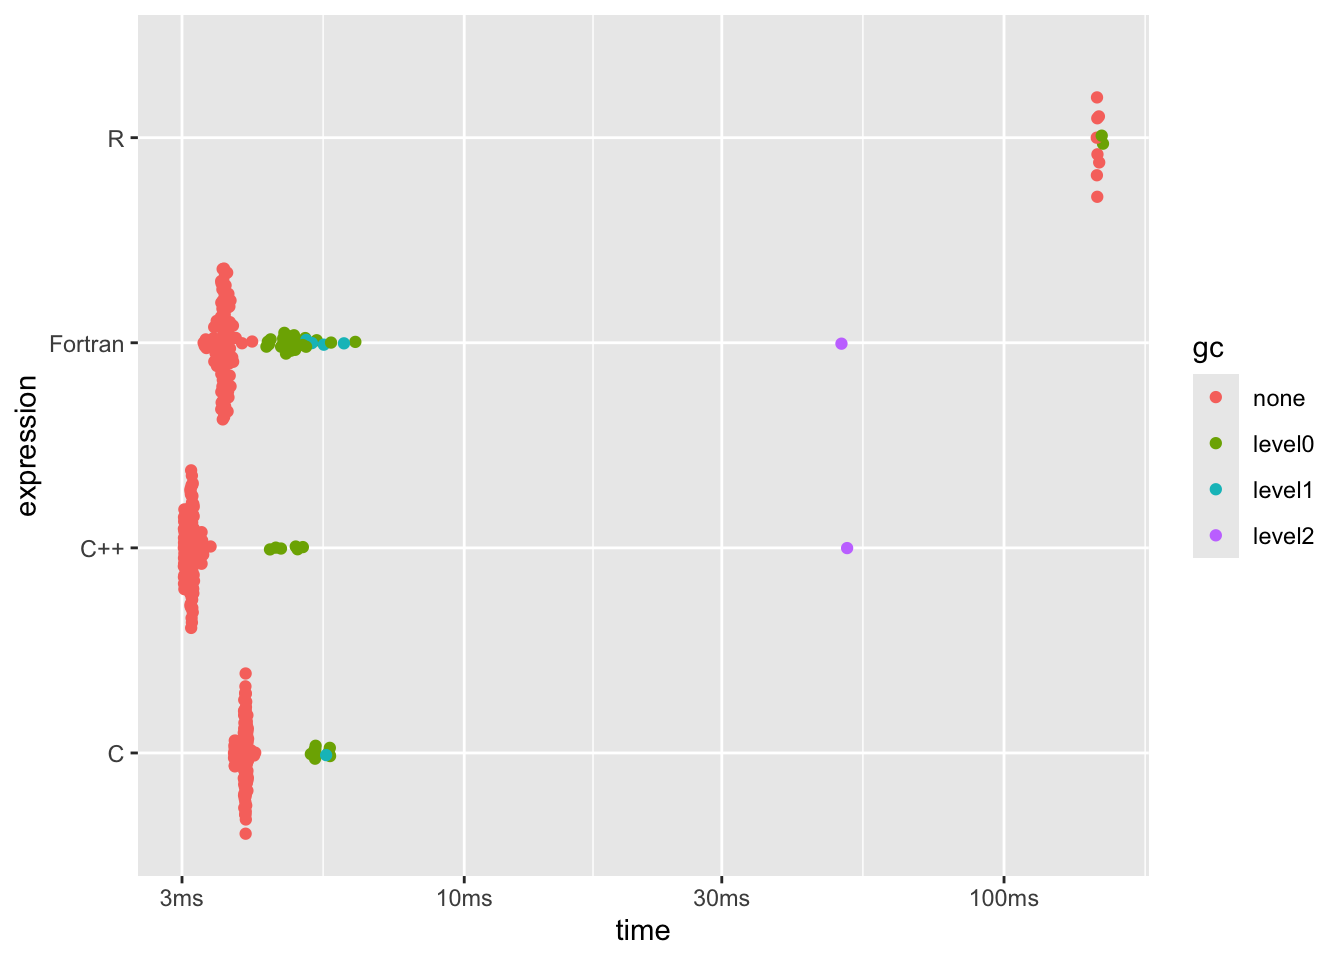 R
Fortran
C++
C
expression
3ms
10ms
30ms
100ms
time
gc
none
level0
level1
level2